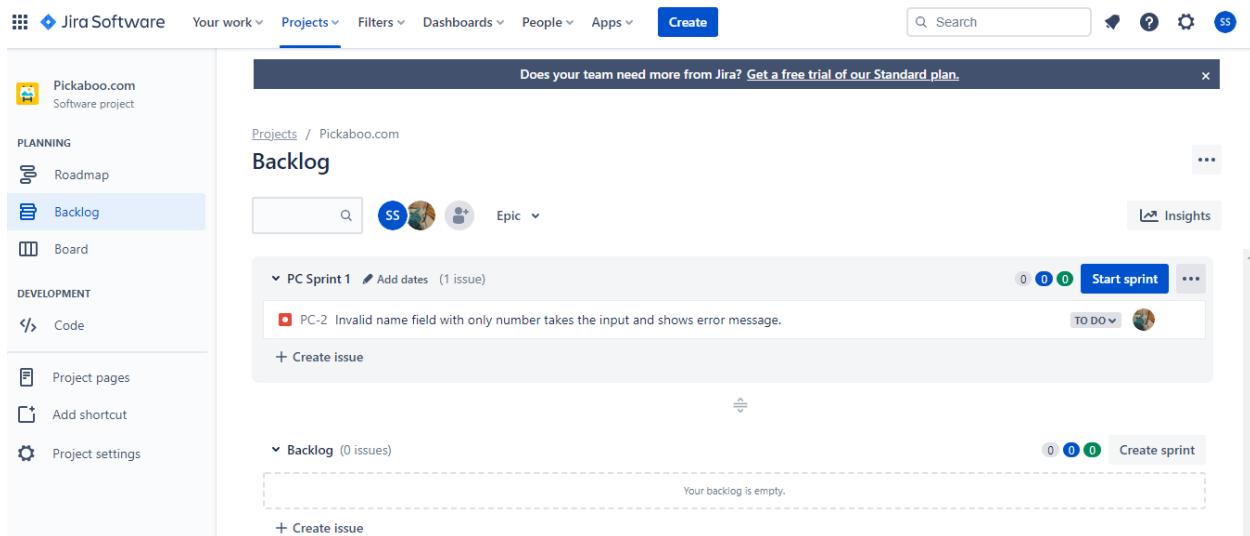 Jira Software Your work Projects Filters Dashboards People Apps Create Search SS
Does your team need more from Jira? Get a free trial of our Standard plan.
Pickaboo.com
Software project
PLANNING
Roadmap
Backlog
Board
DEVELOPMENT
Code
Project pages
Add shortcut
Project settings
Projects / Pickaboo.com
Backlog
SS Epic Insights
PC Sprint 1 Add dates (1 issue) 0 0 0 Start sprint
PC-2 Invalid name field with only number takes the input and shows error message. TO DO
+ Create issue
Backlog (0 issues) 0 0 0 Create sprint
Your backlog is empty.
+ Create issue